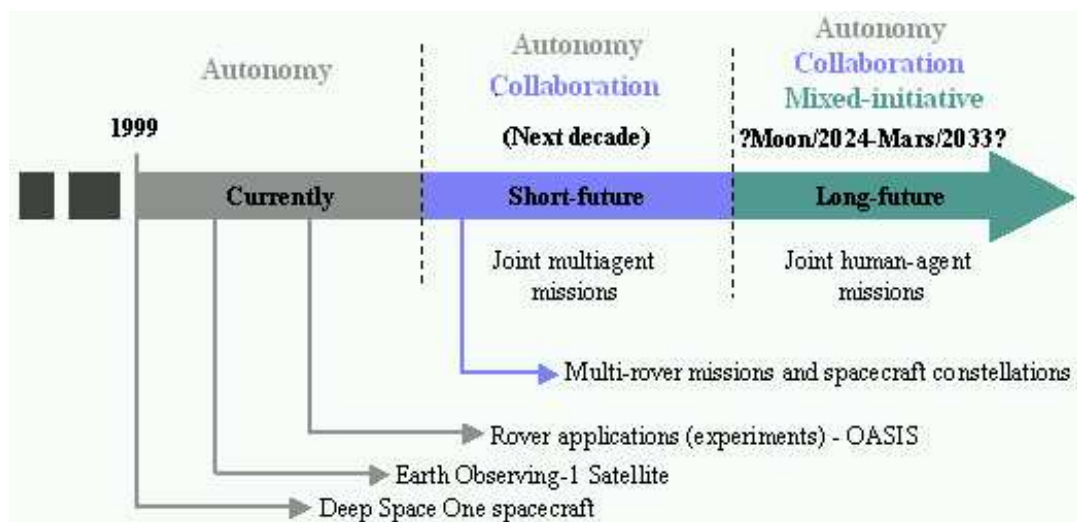 Autonomy
Autonomy
Collaboration
Autonomy
Collaboration
Mixed-initiative
1999
(Next decade)
?Moon/2024-Mars/2033?
Currently
Short-future
Long-future
Joint multiagent
missions
Joint human-agent
missions
Multi-rover missions and spacecraft constellations
Rover applications (experiments) - OASIS
Earth Observing-1 Satellite
Deep Space One spacecraft